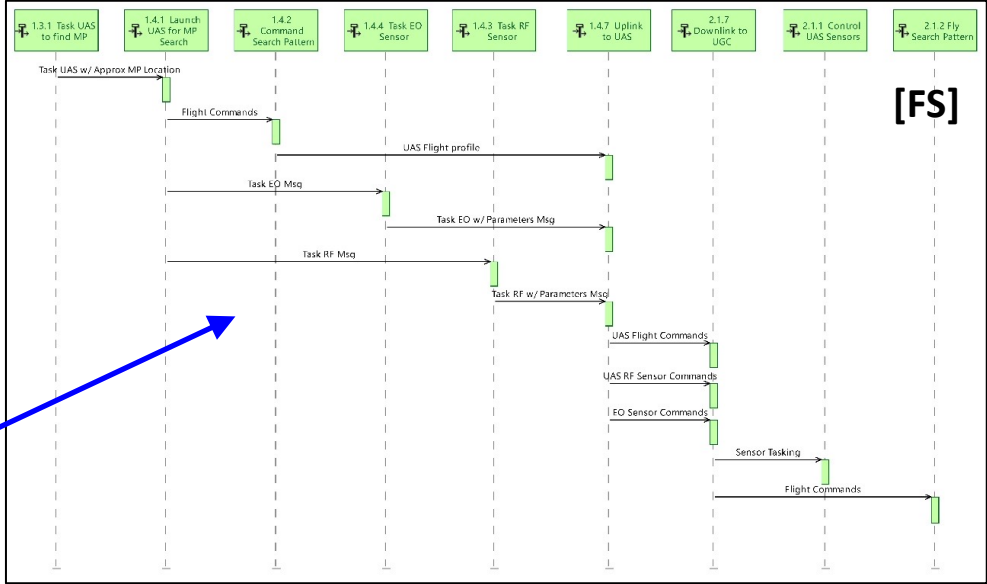 1.3.1 Task UAS
to find MP
1.4.1 Launch
UAS for MP
Search
1.4.2
Command
Search Pattern
1.4.4 Task EO
Sensor
1.4.3 Task RF
Sensor
1.4.7 Uplink
to UAS
2.1.7
Downlink to
UGC
2.1.1 Control
UAS Sensors
2.1.2 Fly
Search Pattern
Task UAS w/ Approx MP Location
[FS]
Flight Commands
UAS Flight profile
Task EO Msg
Task EO w/ Parameters Msg
Task RF Msg
Task RF w/ Parameters Msg
UAS Flight Commands
UAS RF Sensor Commands
EO Sensor Commands
Sensor Tasking
Flight Commands